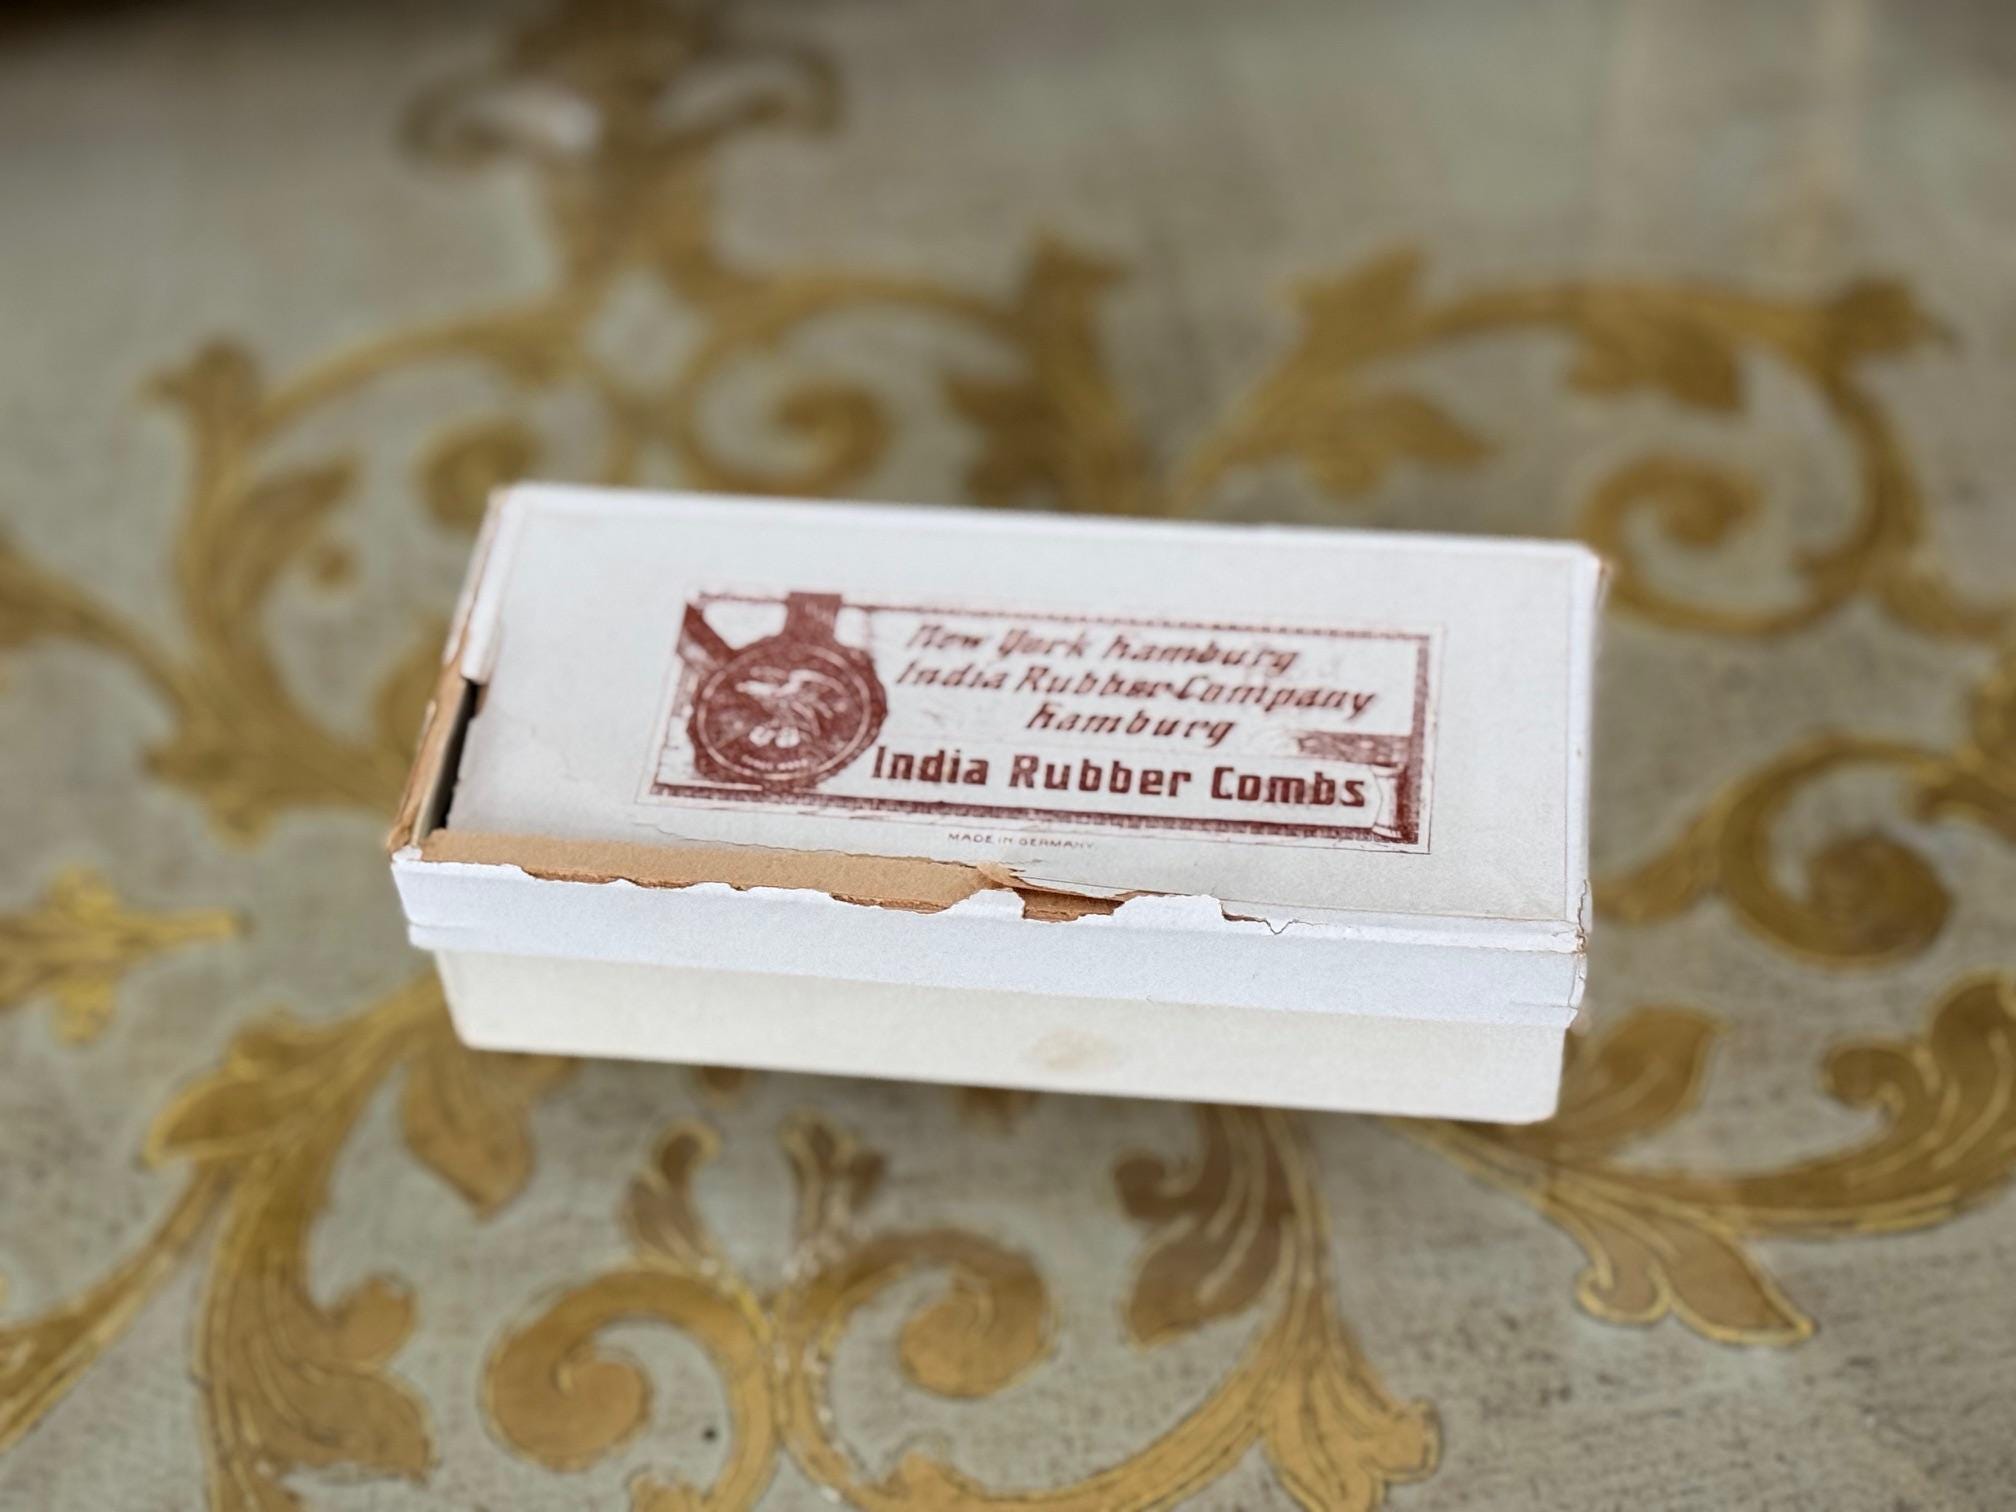 New York Hamburg
India Rubber Company
Hamburg
India Rubber Combs
MADE IN GERMANY